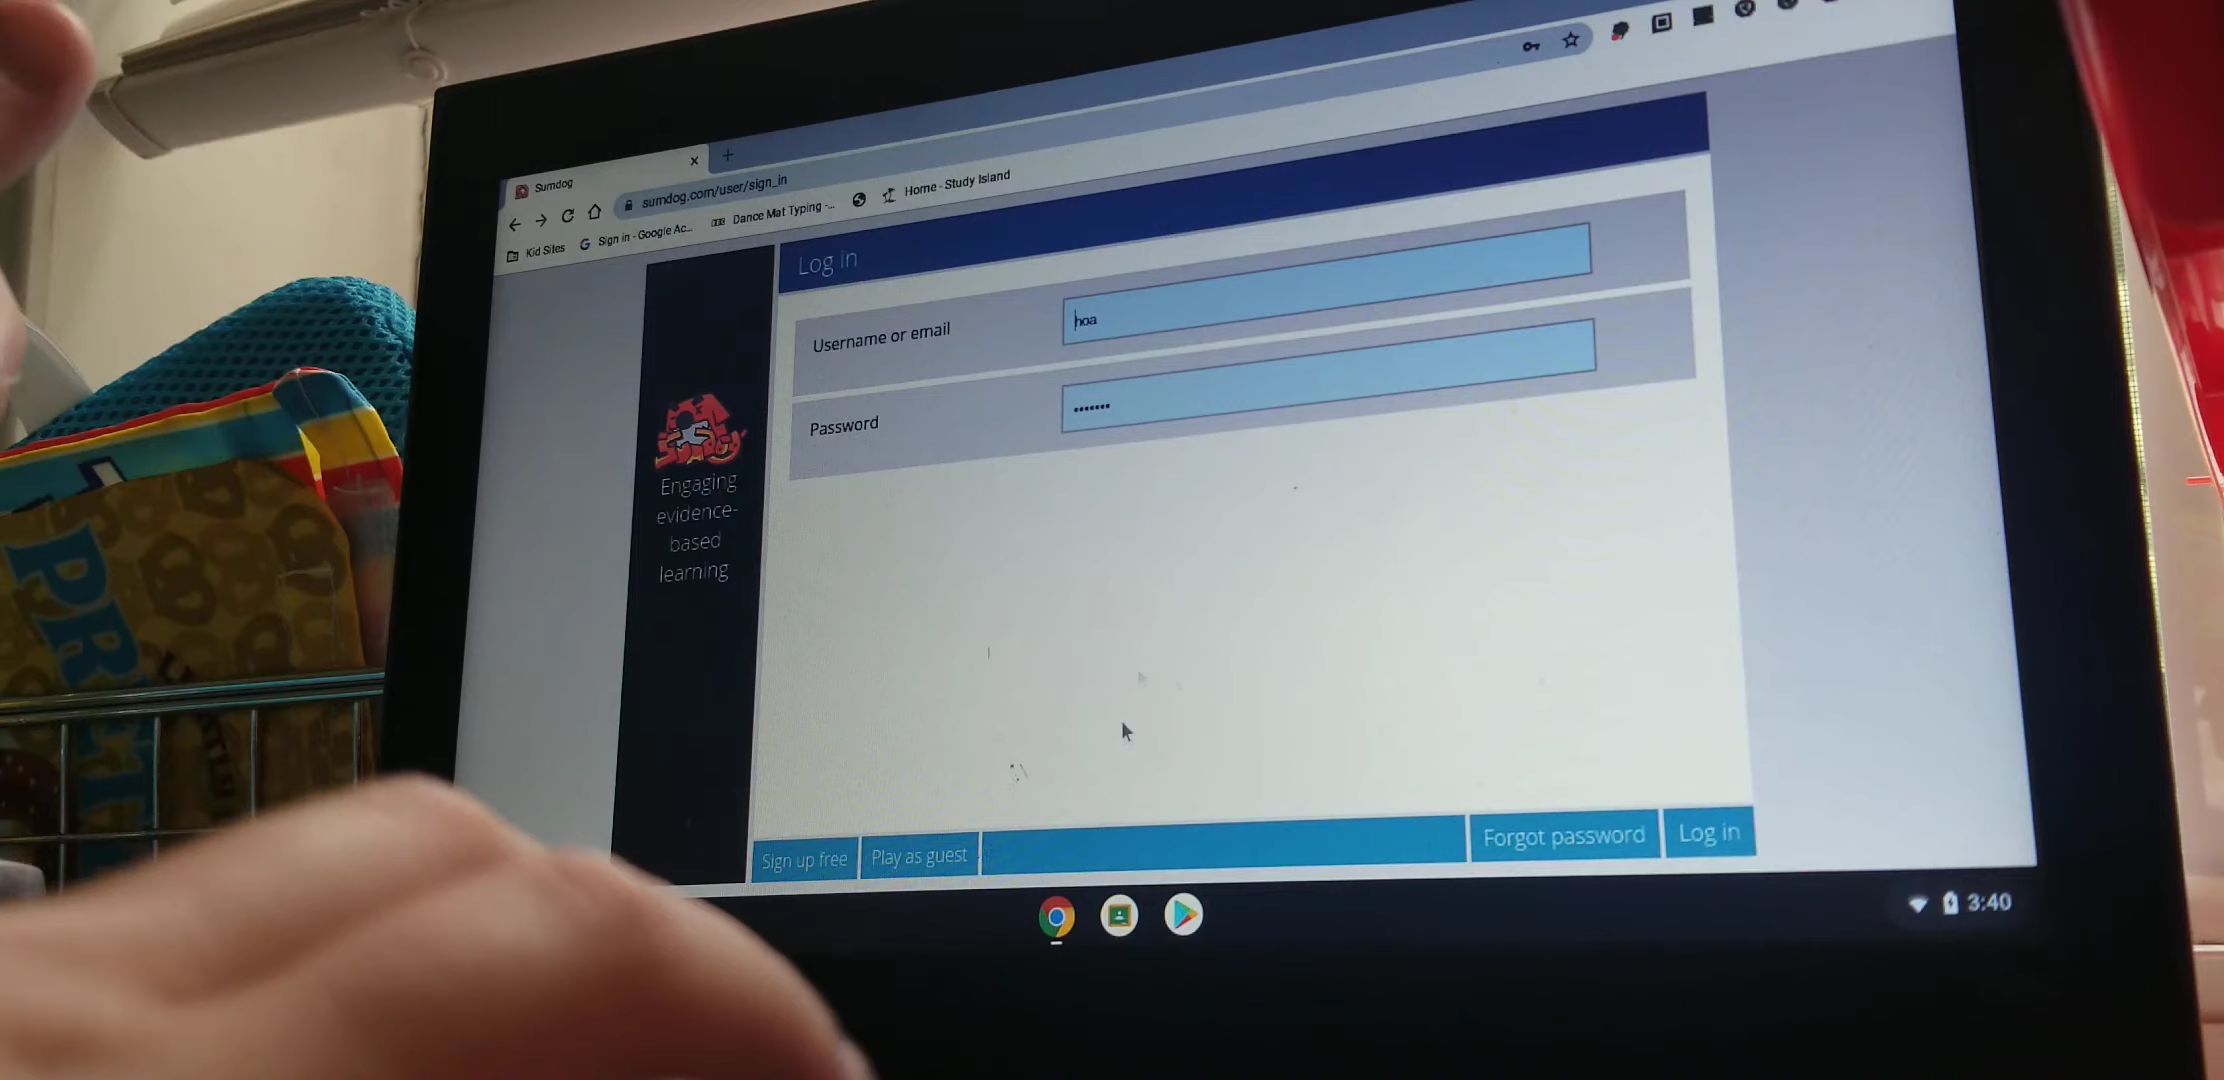 Sumdog
sumdog.com/user/sign_in
Kid Sites
Sign in - Google Ac...
Dance Mat Typing -...
Home - Study Island
Log in
Username or email
hoa
Password
•••••••
Sumdog
Engaging
evidence-
based
learning
Sign up free
Play as guest
Forgot password
Log in
3:40
PRET